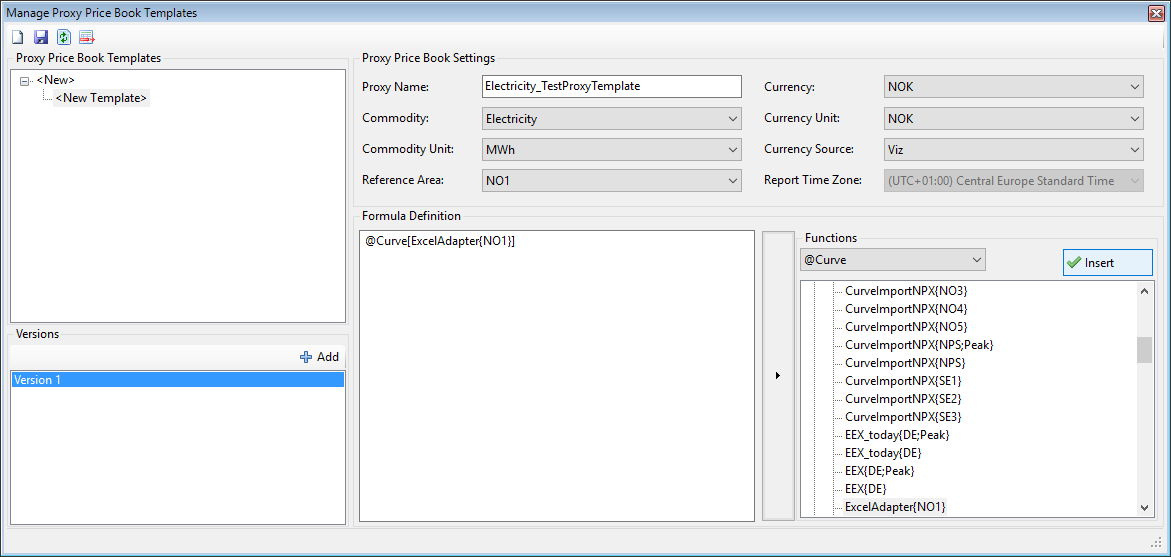 Manage Proxy Price Book Templates
Proxy Price Book Templates
<New>
<New Template>
Versions
Add
Version 1
Proxy Price Book Settings
Proxy Name: Electricity_TestProxyTemplate Currency: NOK
Commodity: Electricity Currency Unit: NOK
Commodity Unit: MWh Currency Source: Viz
Reference Area: NO1 Report Time Zone: (UTC+01:00) Central Europe Standard Time
Formula Definition
@Curve[ExcelAdapter{NO1}]
Functions
@Curve Insert
CurveImportNPX{NO3}
CurveImportNPX{NO4}
CurveImportNPX{NO5}
CurveImportNPX{NPS;Peak}
CurveImportNPX{NPS}
CurveImportNPX{SE1}
CurveImportNPX{SE2}
CurveImportNPX{SE3}
EEX_today{DE;Peak}
EEX_today{DE}
EEX{DE;Peak}
EEX{DE}
ExcelAdapter{NO1}